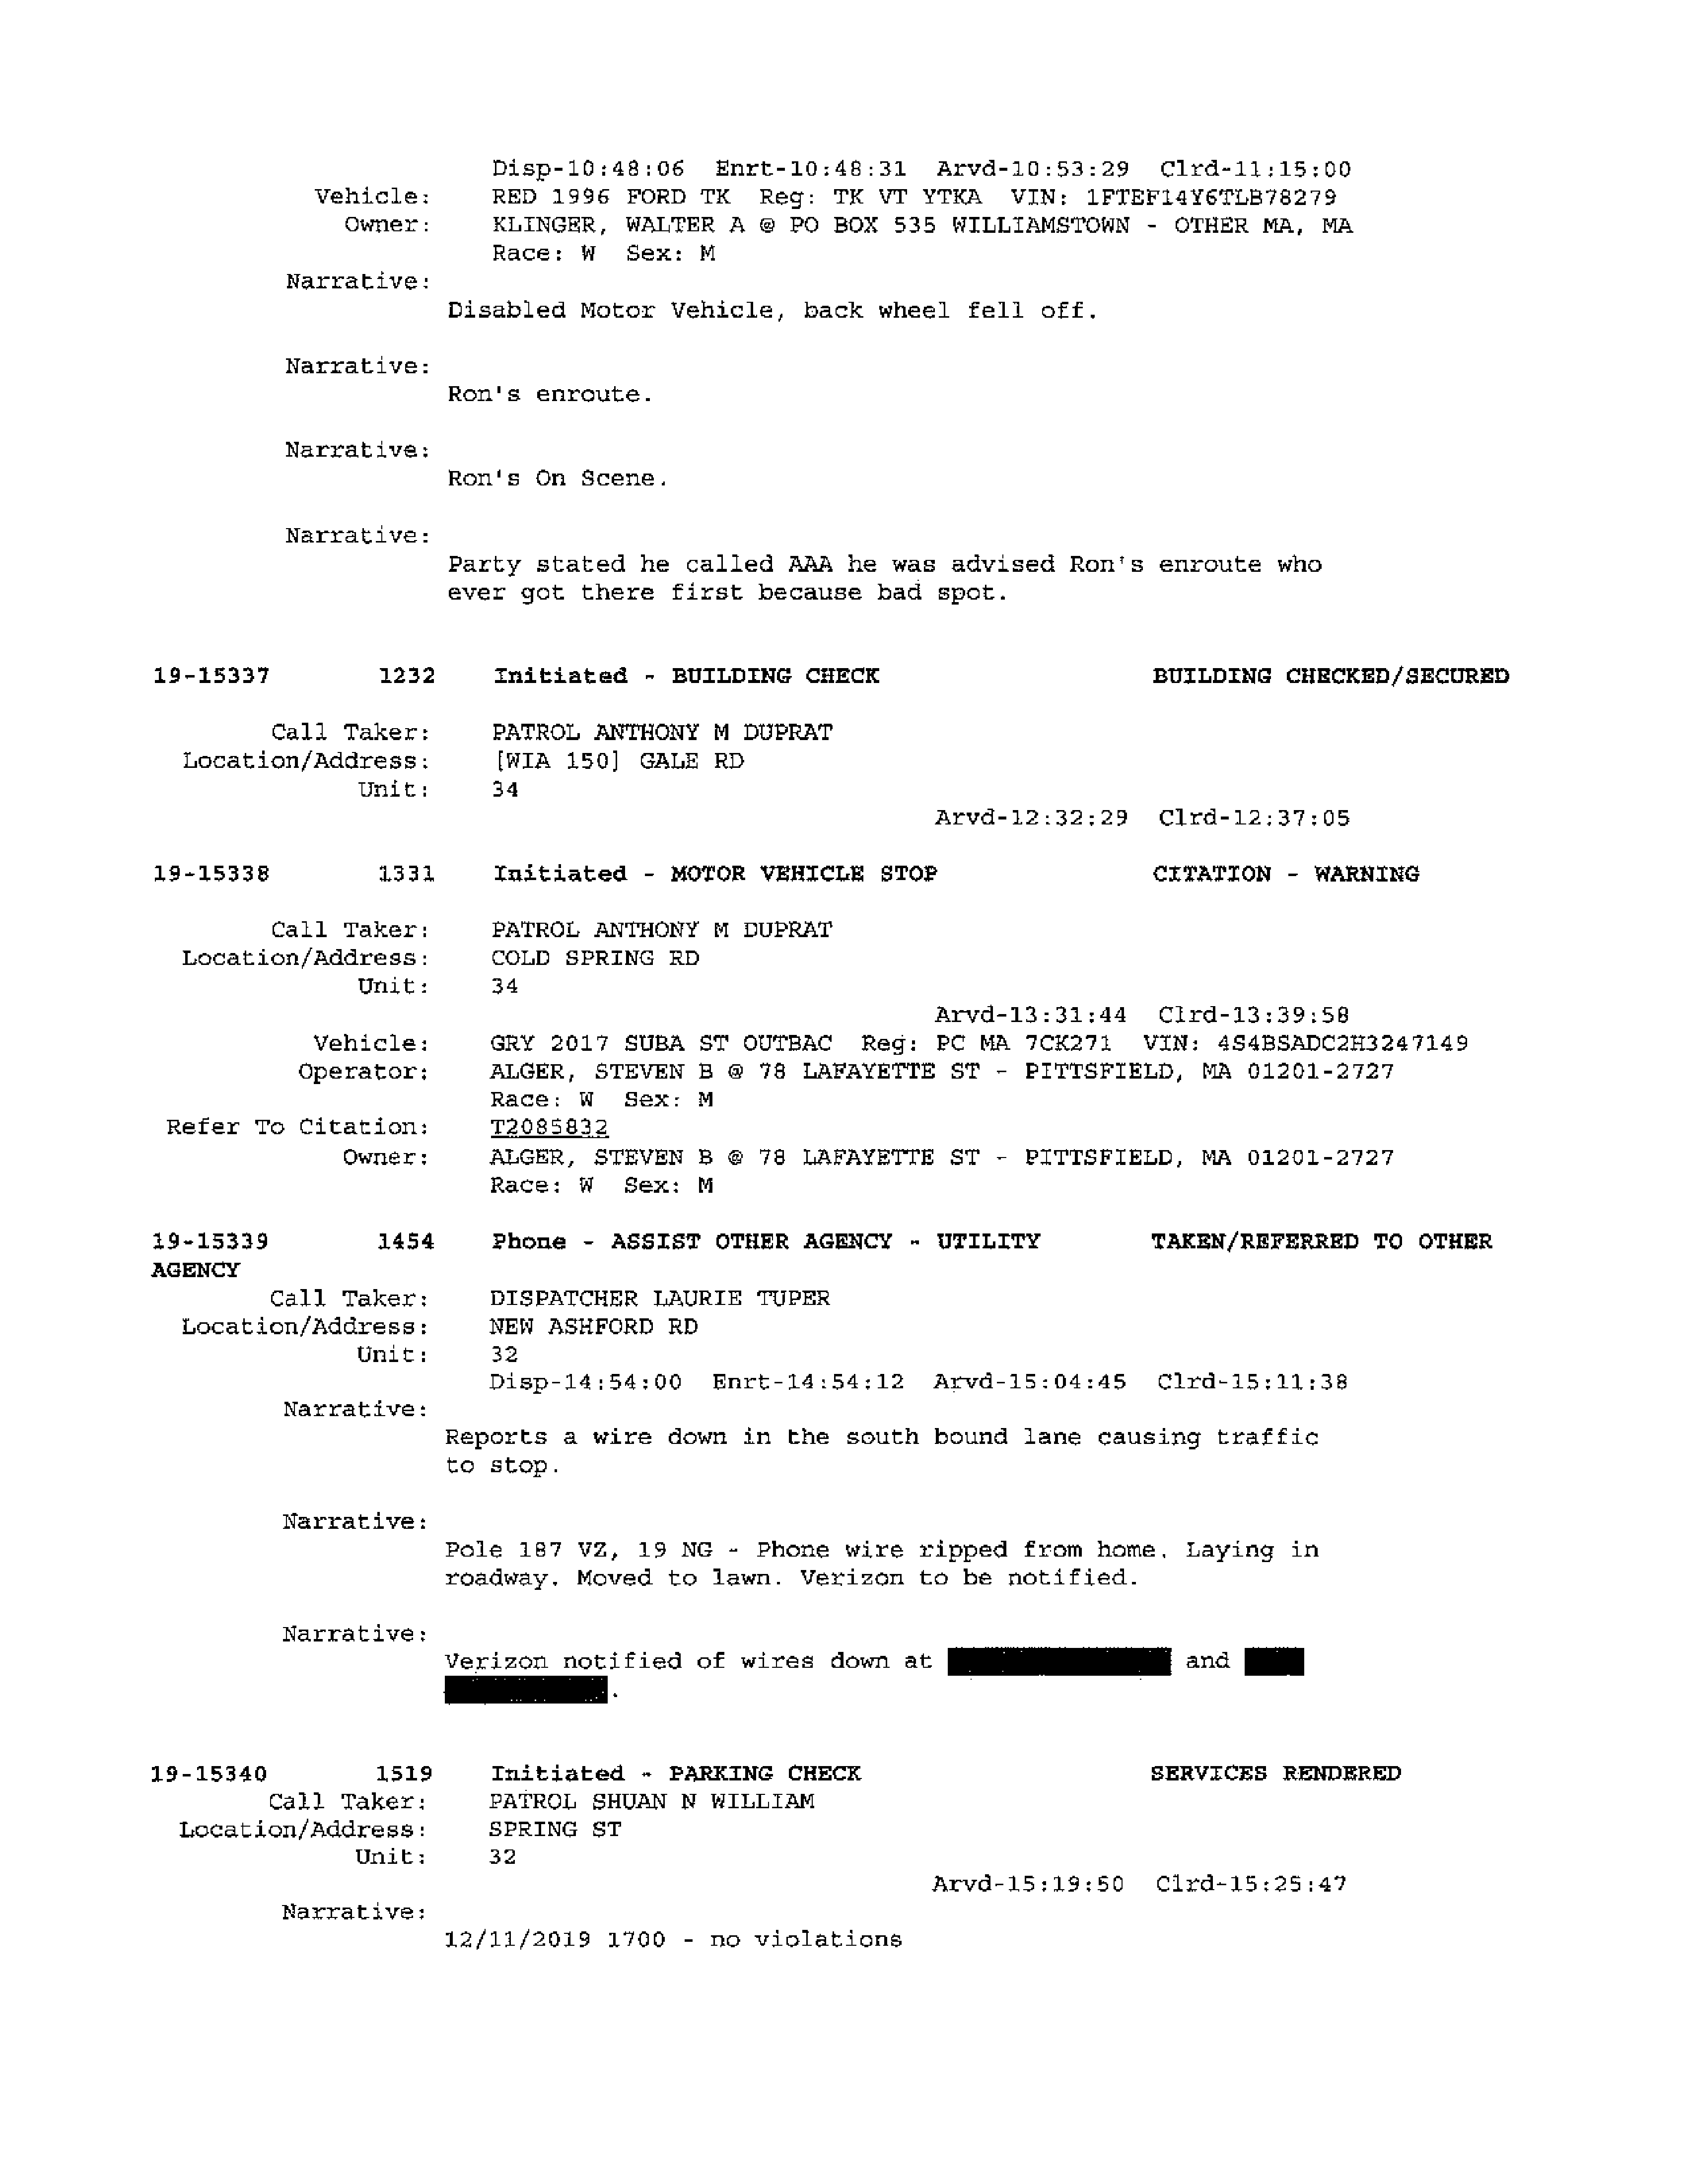 Disp-10:48:06 Enrt-10:48:31 Arvd-10:53:29 Clrd-11:15:00
Vehicle: RED 1996 FORD TK Reg: TK VT YTKA VIN: 1FTEF14Y6TLB78279
Owner: KLINGER, WALTER A @ PO BOX 535 WILLIAMSTOWN - OTHER MA, MA
Race: W Sex: M
Narrative:
Disabled Motor Vehicle, back wheel fell off.
Narrative:
Ron's enroute.
Narrative:
Ron's On Scene.
Narrative:
Party stated he called AAA he was advised Ron's enroute who
ever got there first because bad spot.
19-15337 1232 Initiated - BUILDING CHECK BUILDING CHECKED/SECURED
Call Taker: PATROL ANTHONY M DUPRAT
Location/Address: [WIA 150] GALE RD
Unit: 34
Arvd-12:32:29 Clrd-12:37:05
19-15338 1331 Initiated - MOTOR VEHICLE STOP CITATION - WARNING
Call Taker: PATROL ANTHONY M DUPRAT
Location/Address: COLD SPRING RD
Unit: 34
Arvd-13:31:44 Clrd-13:39:58
Vehicle: GRY 2017 SUBA ST OUTBAC Reg: PC MA 7CK271 VIN: 4S4BSADC2H3247149
Operator: ALGER, STEVEN B @ 78 LAFAYETTE ST - PITTSFIELD, MA 01201-2727
Race: W Sex: M
Refer To Citation: T2085832
Owner: ALGER, STEVEN B @ 78 LAFAYETTE ST - PITTSFIELD, MA 01201-2727
Race: W Sex: M
19-15339 1454 Phone - ASSIST OTHER AGENCY - UTILITY TAKEN/REFERRED TO OTHER
AGENCY
Call Taker: DISPATCHER LAURIE TUPER
Location/Address: NEW ASHFORD RD
Unit: 32
Disp-14:54:00 Enrt-14:54:12 Arvd-15:04:45 Clrd-15:11:38
Narrative:
Reports a wire down in the south bound lane causing traffic
to stop.
Narrative:
Pole 187 VZ, 19 NG - Phone wire ripped from home. Laying in
roadway. Moved to lawn. Verizon to be notified.
Narrative:
Verizon notified of wires down at and
.
19-15340 1519 Initiated - PARKING CHECK SERVICES RENDERED
Call Taker: PATROL SHUAN N WILLIAM
Location/Address: SPRING ST
Unit: 32
Arvd-15:19:50 Clrd-15:25:47
Narrative:
12/11/2019 1700 - no violations